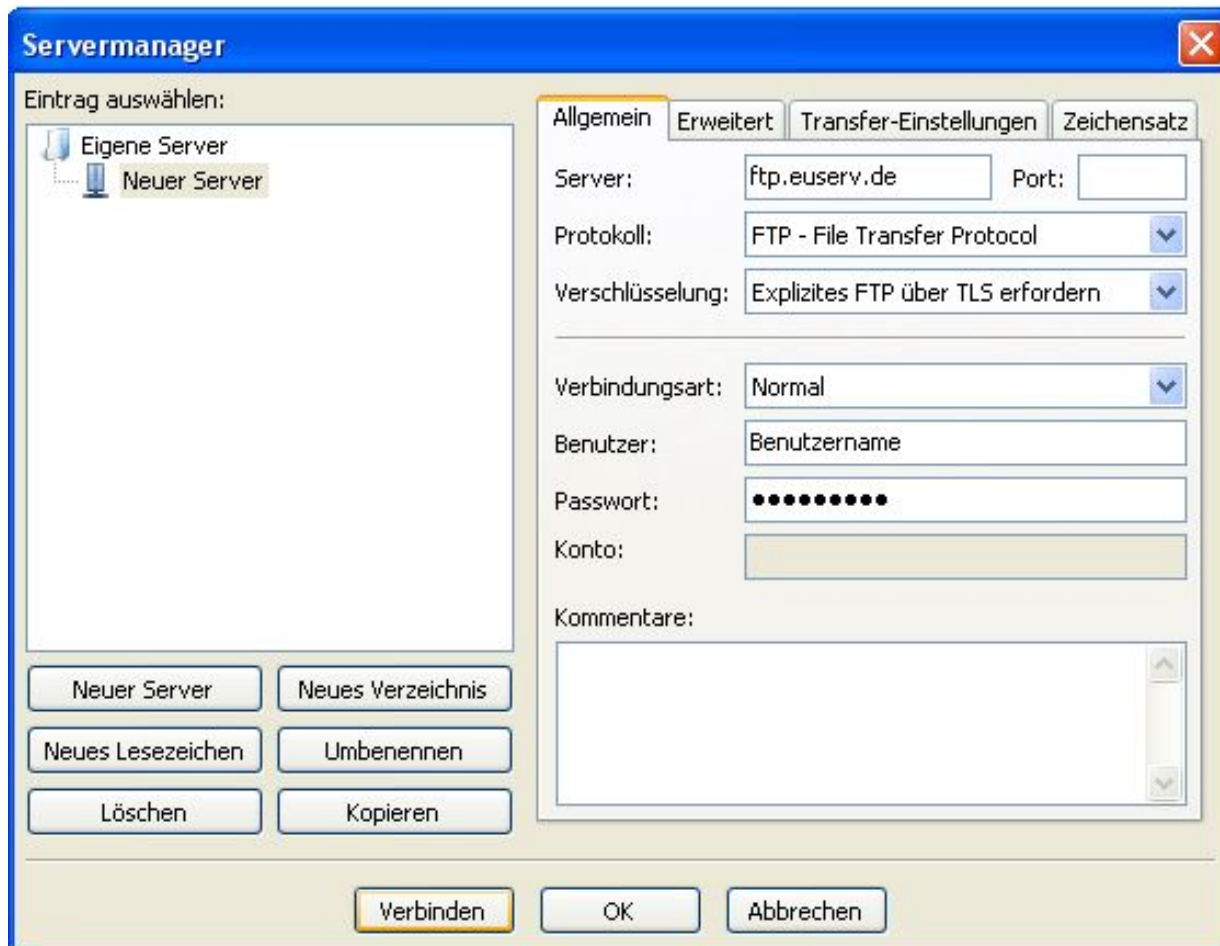 Servermanager
Eintrag auswählen:
Eigene Server
Neuer Server
Neuer Server
Neues Verzeichnis
Neues Lesezeichen
Umbenennen
Löschen
Kopieren
Allgemein
Erweitert
Transfer-Einstellungen
Zeichensatz
Server:
ftp.euserv.de
Port:
Protokoll:
FTP - File Transfer Protocol
Verschlüsselung:
Explizites FTP über TLS erfordern
Verbindungsart:
Normal
Benutzer:
Benutzername
Passwort:
●●●●●●●●●
Konto:
Kommentare:
Verbinden
OK
Abbrechen